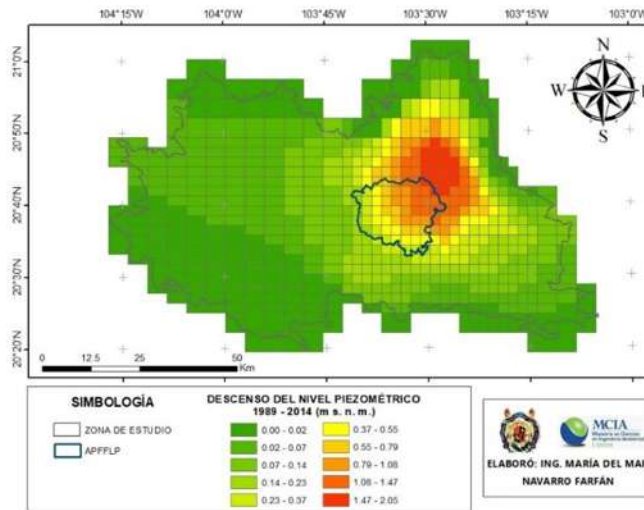 104°15'W 104°0'W 103°45'W 103°30'W 103°15'W 103°0'W
21°0'N
20°50'N
20°40'N
20°30'N
20°20'N
N
W
S
0 12.5 25 50
Km
SIMBOLOGÍA
ZONA DE ESTUDIO
APFFLP
DESCENSO DEL NIVEL PIEZOMÉTRICO
1989 - 2014 (m s. n. m.)
0.00 - 0.02
0.02 - 0.07
0.07 - 0.14
0.14 - 0.23
0.23 - 0.37
0.37 - 0.55
0.55 - 0.79
0.79 - 1.08
1.08 - 1.47
1.47 - 2.05
MCIA
ELABORÓ: ING. MARÍA DEL MAR
NAVARRO FARFÁN